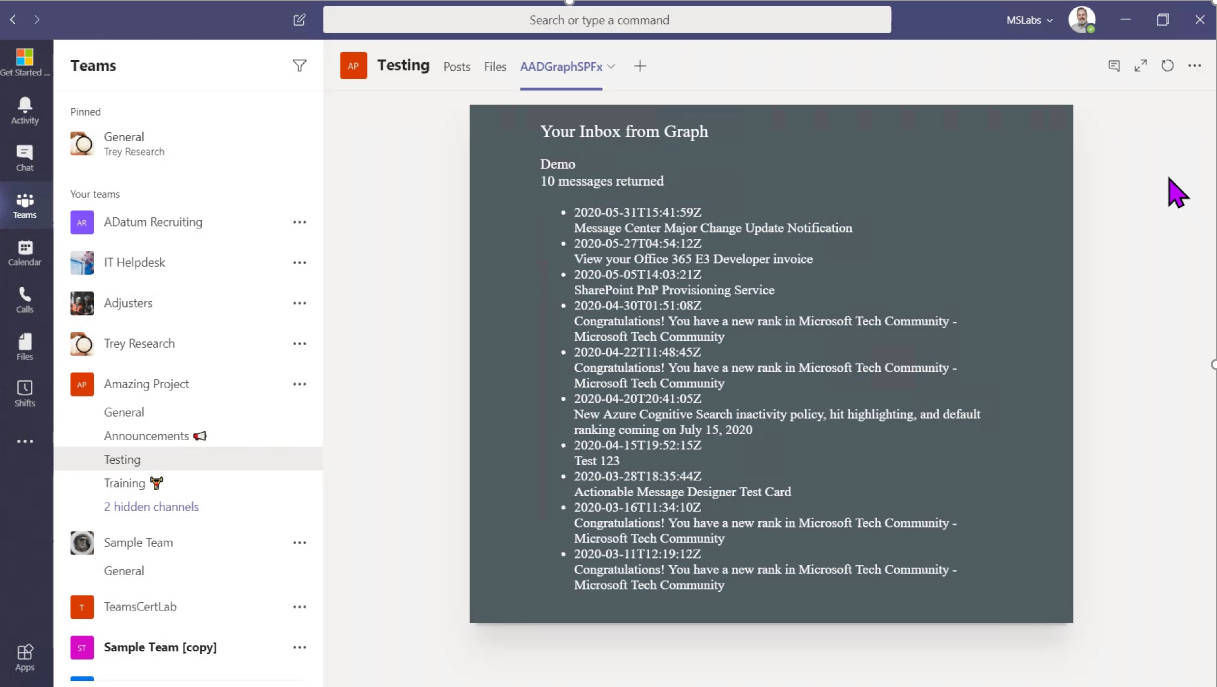 Search or type a command
MSLabs
Get Started ...
Activity
Chat
Teams
Calendar
Calls
Files
Shifts
Apps
Teams
Pinned
General
Trey Research
Your teams
AR ADatum Recruiting
IT Helpdesk
Adjusters
Trey Research
AP Amazing Project
General
Announcements
Testing
Training
2 hidden channels
Sample Team
General
T TeamsCertLab
ST Sample Team [copy]
AP Testing Posts Files AADGraphSPFx
Your Inbox from Graph
Demo
10 messages returned
• 2020-05-31T15:41:59Z
Message Center Major Change Update Notification
• 2020-05-27T04:54:12Z
View your Office 365 E3 Developer invoice
• 2020-05-05T14:03:21Z
SharePoint PnP Provisioning Service
• 2020-04-30T01:51:08Z
Congratulations! You have a new rank in Microsoft Tech Community -
Microsoft Tech Community
• 2020-04-22T11:48:45Z
Congratulations! You have a new rank in Microsoft Tech Community -
Microsoft Tech Community
• 2020-04-20T20:41:05Z
New Azure Cognitive Search inactivity policy, hit highlighting, and default
ranking coming on July 15, 2020
• 2020-04-15T19:52:15Z
Test 123
• 2020-03-28T18:35:44Z
Actionable Message Designer Test Card
• 2020-03-16T11:34:10Z
Congratulations! You have a new rank in Microsoft Tech Community -
Microsoft Tech Community
• 2020-03-11T12:19:12Z
Congratulations! You have a new rank in Microsoft Tech Community -
Microsoft Tech Community